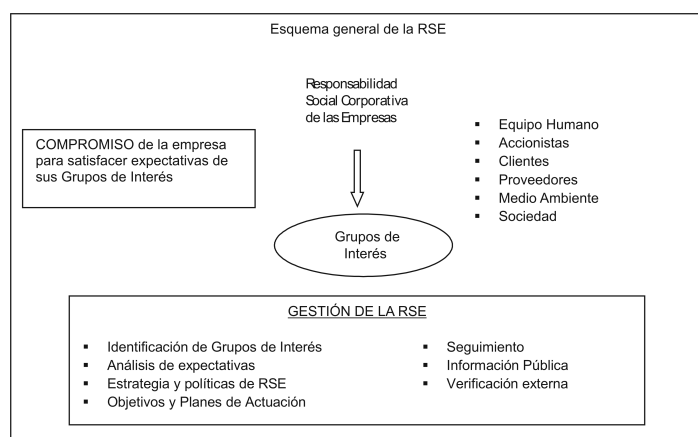 Esquema general de la RSE
Responsabilidad
Social Corporativa
de las Empresas
COMPROMISO de la empresa
para satisfacer expectativas de
sus Grupos de Interés
▪ Equipo Humano
▪ Accionistas
▪ Clientes
▪ Proveedores
▪ Medio Ambiente
▪ Sociedad
Grupos de
Interés
GESTIÓN DE LA RSE
▪ Identificación de Grupos de Interés
▪ Análisis de expectativas
▪ Estrategia y políticas de RSE
▪ Objetivos y Planes de Actuación
▪ Seguimiento
▪ Información Pública
▪ Verificación externa